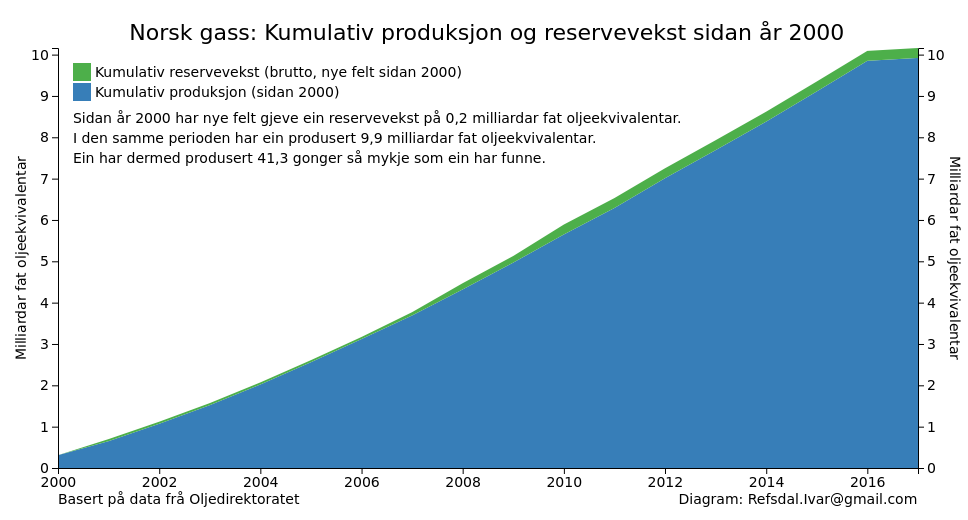 Norsk gass: Kumulativ produksjon og reservevekst sidan år 2000
Kumulativ reservevekst (brutto, nye felt sidan 2000)
Kumulativ produksjon (sidan 2000)
Sidan år 2000 har nye felt gjeve ein reservevekst på 0,2 milliardar fat oljeekvivalentar.
I den samme perioden har ein produsert 9,9 milliardar fat oljeekvivalentar.
Ein har dermed produsert 41,3 gonger så mykje som ein har funne.
Milliardar fat oljeekvivalentar
10
9
8
7
6
5
4
3
2
1
0
10
9
8
7
6
5
4
3
2
1
0
Milliardar fat oljeekvivalentar
2000 2002 2004 2006 2008 2010 2012 2014 2016
Basert på data frå Oljedirektoratet
Diagram: Refsdal.Ivar@gmail.com